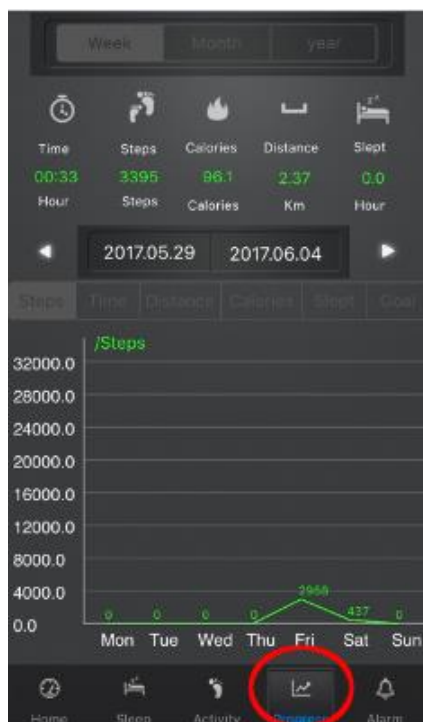 Week Month year
Time Steps Calories Distance Slept
00:33 3395 96.1 2.37 0.0
Hour Steps Calories Km Hour
2017.05.29 2017.06.04
Steps Time Distance Calories Slept Goal
/Steps
32000.0
28000.0
24000.0
20000.0
16000.0
12000.0
8000.0
4000.0
0.0
0 0 0 0 2958 437 0
Mon Tue Wed Thu Fri Sat Sun
Home Sleep Activity Progress Alarm